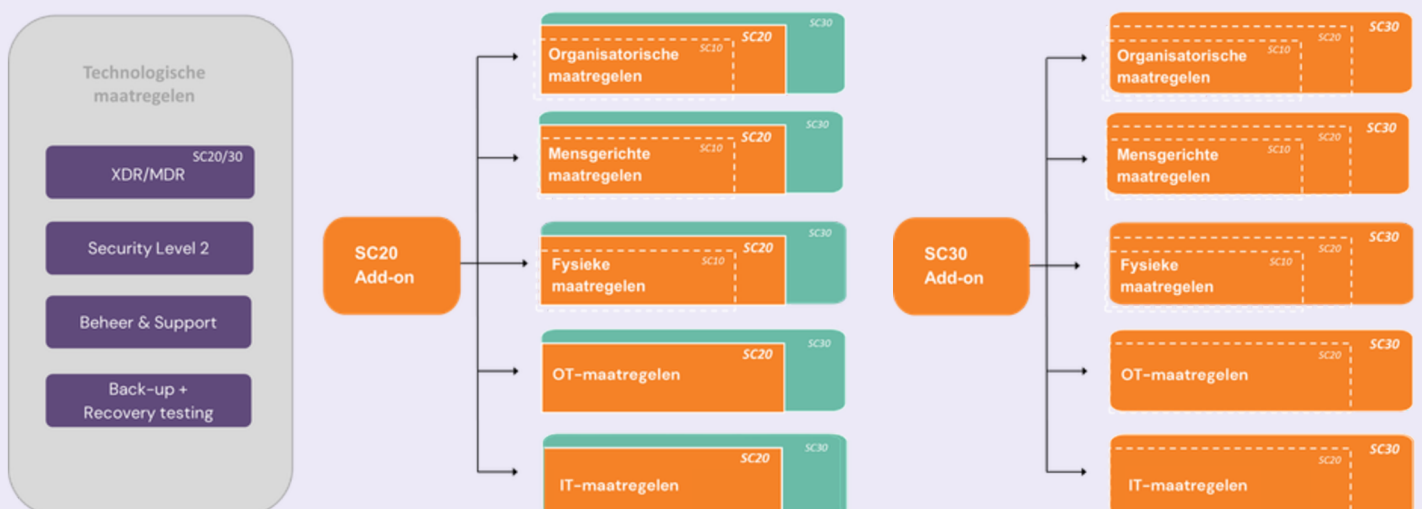 Technologische
maatregelen
SC20/30
XDR/MDR
Security Level 2
Beheer & Support
Back-up +
Recovery testing
SC20
Add-on
SC30
SC20
SC10
Organisatorische
maatregelen
SC30
SC20
SC10
Mensgerichte
maatregelen
SC30
SC20
SC10
Fysieke
maatregelen
SC30
SC20
OT-maatregelen
SC30
SC20
IT-maatregelen
SC30
Add-on
SC30
SC20
SC10
Organisatorische
maatregelen
SC30
SC20
SC10
Mensgerichte
maatregelen
SC30
SC20
SC10
Fysieke
maatregelen
SC30
SC20
OT-maatregelen
SC30
SC20
IT-maatregelen